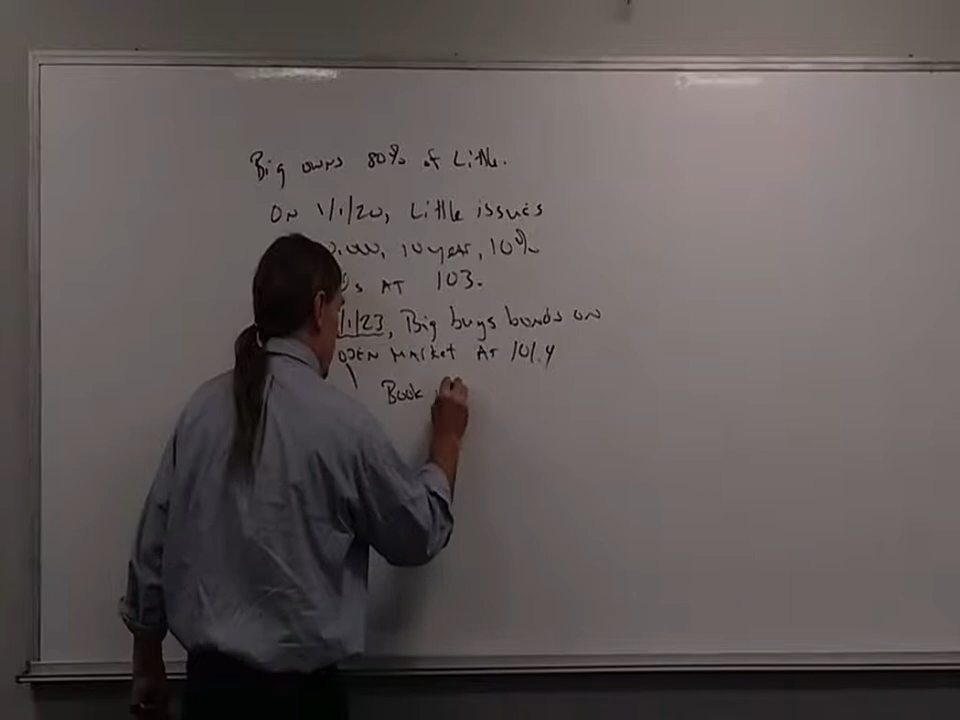 Big owns 80% of Little.
ON 1/1/20, Little issues
0,000, 10 year, 10%
s AT 103.
/1/23, Big buys bonds on
OPEN MARKET AT 101.4
Book